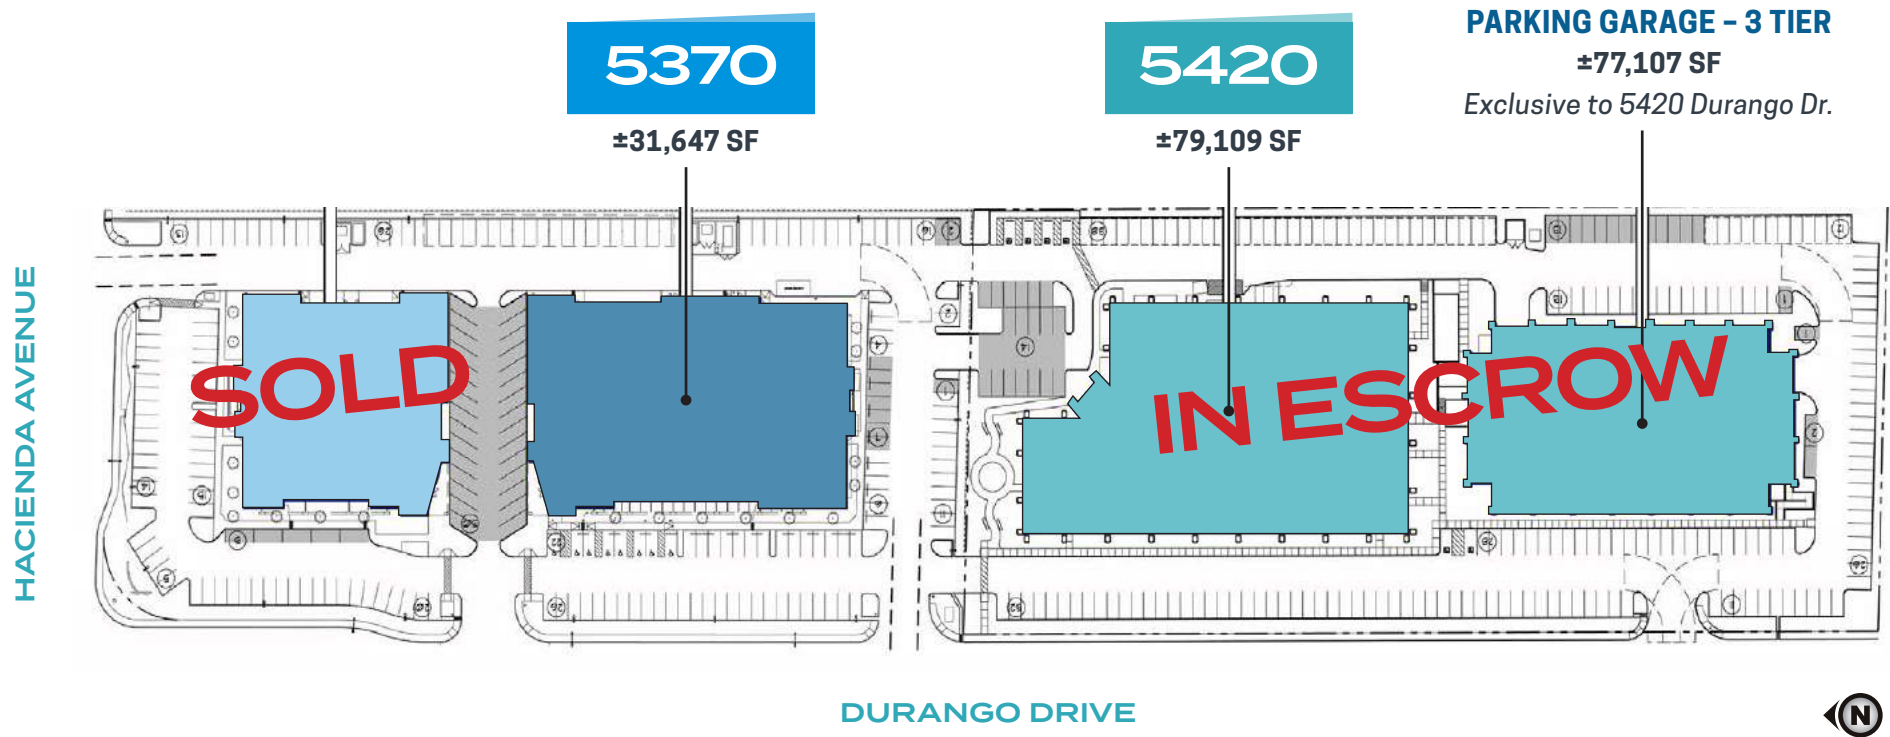 5370
±31,647 SF
5420
±79,109 SF
PARKING GARAGE – 3 TIER
±77,107 SF
Exclusive to 5420 Durango Dr.
HACIENDA AVENUE
SOLD
IN ESCROW
DURANGO DRIVE
N